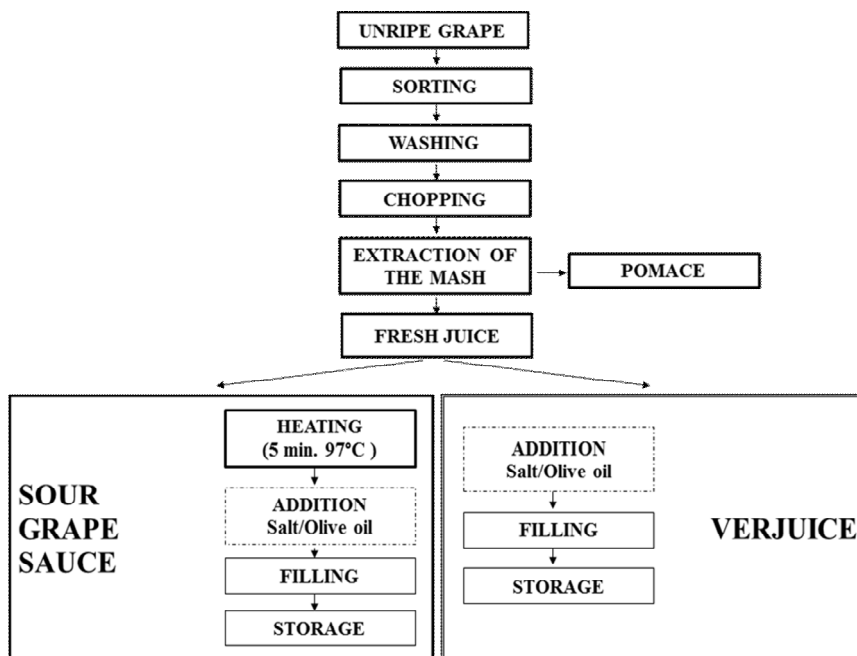 UNRIPE GRAPE
SORTING
WASHING
CHOPPING
EXTRACTION OF
THE MASH
POMACE
FRESH JUICE
SOUR
GRAPE
SAUCE
HEATING
(5 min. 97°C )
ADDITION
Salt/Olive oil
FILLING
STORAGE
ADDITION
Salt/Olive oil
FILLING
STORAGE
VERJUICE